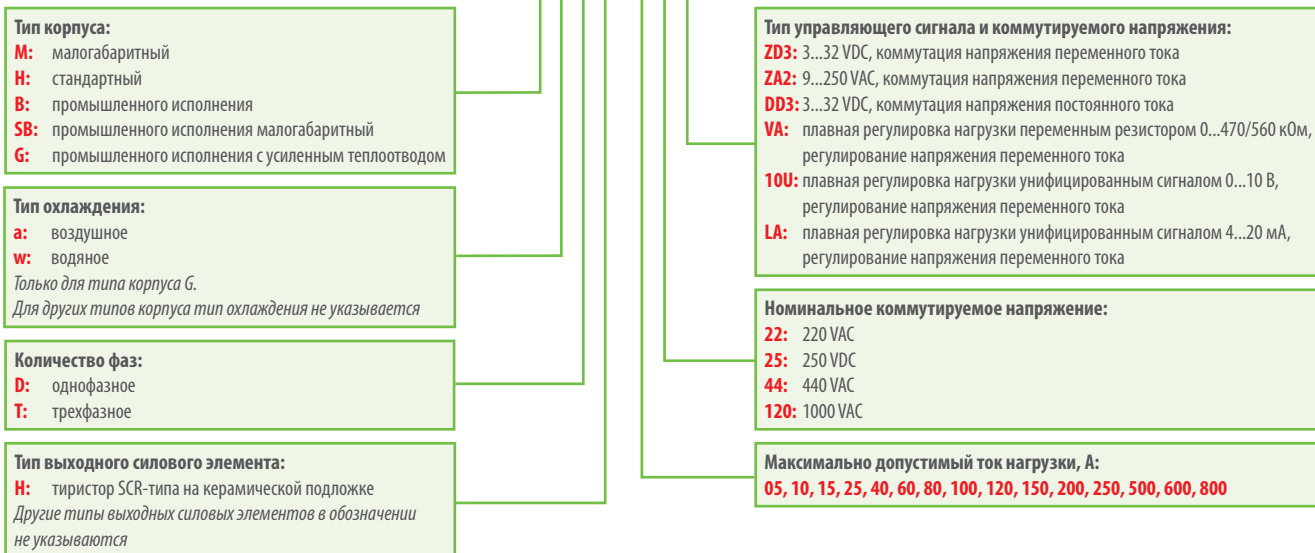 Тип корпуса:
M: малогабаритный
H: стандартный
B: промышленного исполнения
SB: промышленного исполнения малогабаритный
G: промышленного исполнения с усиленным теплоотводом
Тип охлаждения:
a: воздушное
w: водяное
Только для типа корпуса G.
Для других типов корпуса тип охлаждения не указывается
Количество фаз:
D: однофазное
T: трехфазное
Тип выходного силового элемента:
H: тиристор SCR-типа на керамической подложке
Другие типы выходных силовых элементов в обозначении
не указываются
Тип управляющего сигнала и коммутируемого напряжения:
ZD3: 3...32 VDC, коммутация напряжения переменного тока
ZA2: 9...250 VAC, коммутация напряжения переменного тока
DD3: 3...32 VDC, коммутация напряжения постоянного тока
VA: плавная регулировка нагрузки переменным резистором 0...470/560 кОм,
регулирование напряжения переменного тока
10U: плавная регулировка нагрузки унифицированным сигналом 0...10 В,
регулирование напряжения переменного тока
LA: плавная регулировка нагрузки унифицированным сигналом 4...20 мА,
регулирование напряжения переменного тока
Номинальное коммутируемое напряжение:
22: 220 VAC
25: 250 VDC
44: 440 VAC
120: 1000 VAC
Максимально допустимый ток нагрузки, А:
05, 10, 15, 25, 40, 60, 80, 100, 120, 150, 200, 250, 500, 600, 800